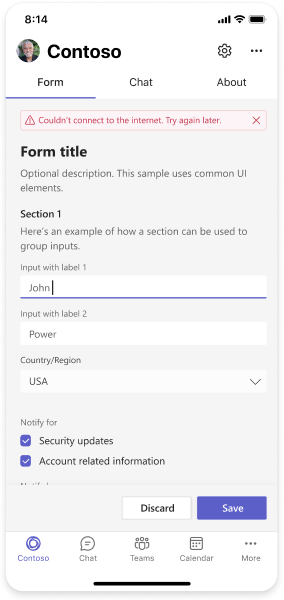 8:14
Contoso
Form Chat About
Couldn't connect to the internet. Try again later.
Form title
Optional description. This sample uses common UI
elements.
Section 1
Here's an example of how a section can be used to
group inputs.
Input with label 1
John
Input with label 2
Power
Country/Region
USA
Notify for
Security updates
Account related information
Discard Save
Contoso Chat Teams Calendar More